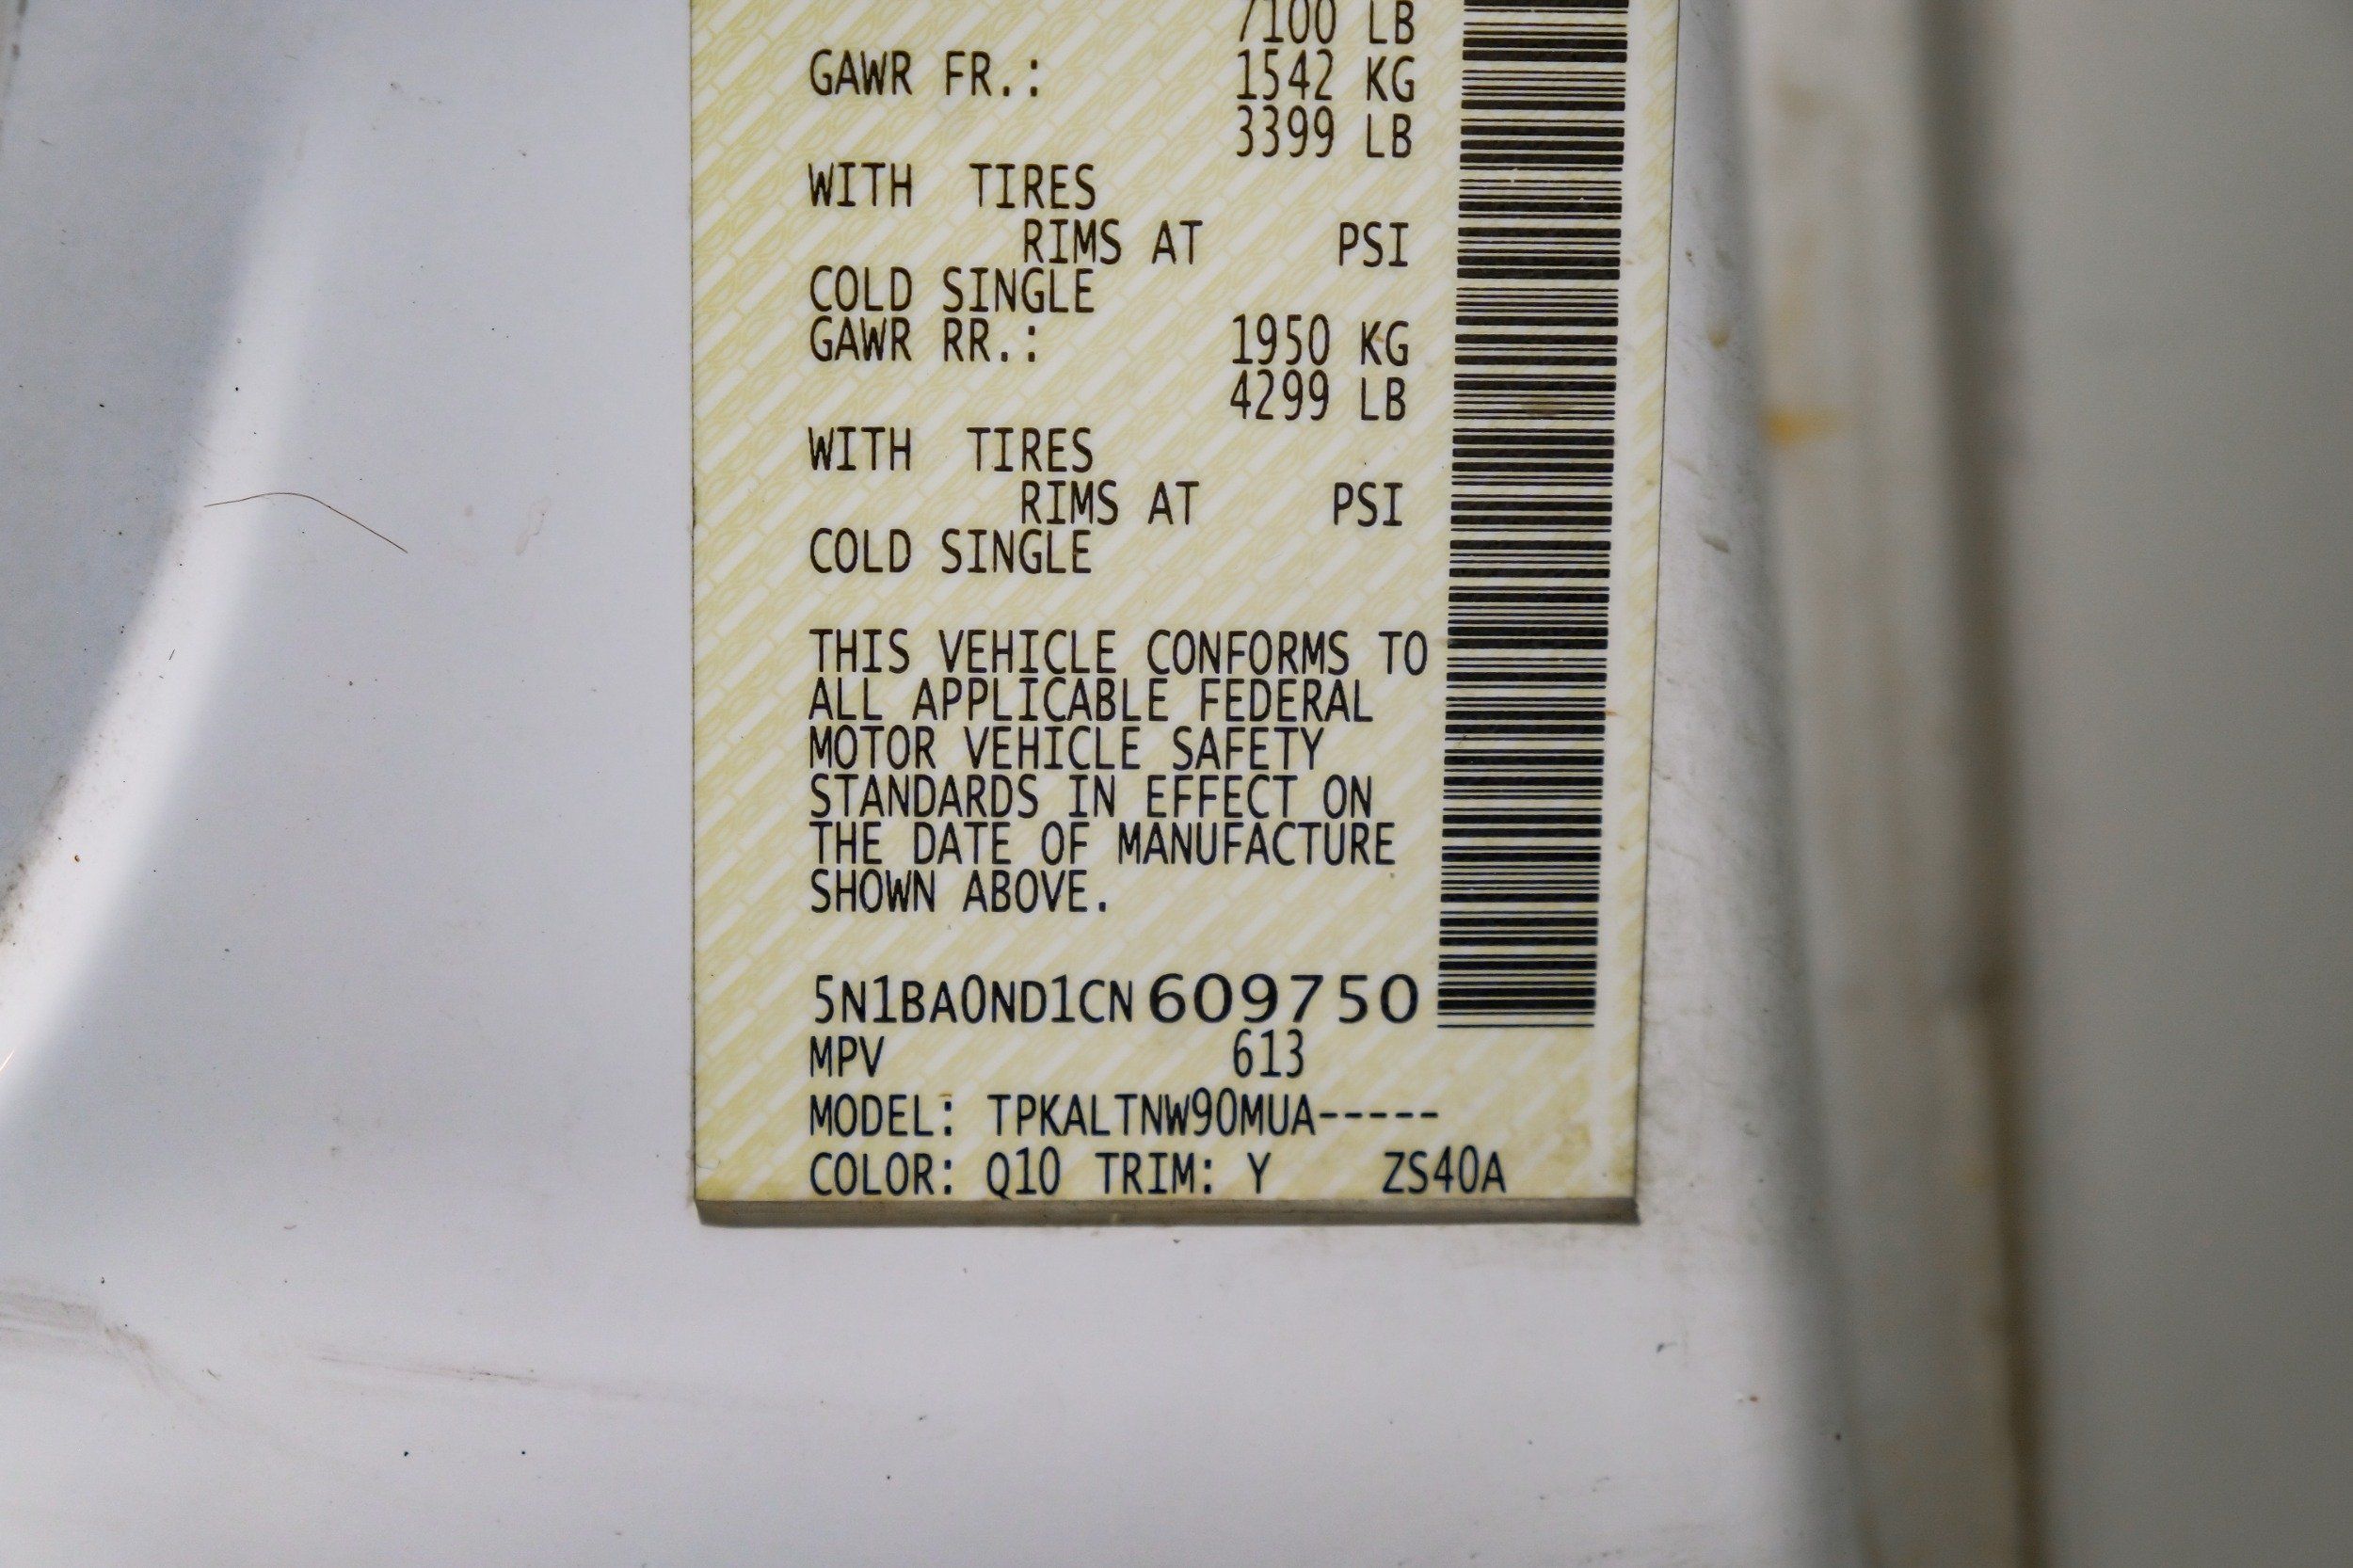 7100 LB
GAWR FR.: 1542 KG
3399 LB
WITH TIRES
RIMS AT PSI
COLD SINGLE
GAWR RR.: 1950 KG
4299 LB
WITH TIRES
RIMS AT PSI
COLD SINGLE
THIS VEHICLE CONFORMS TO
ALL APPLICABLE FEDERAL
MOTOR VEHICLE SAFETY
STANDARDS IN EFFECT ON
THE DATE OF MANUFACTURE
SHOWN ABOVE.
5N1BA0ND1CN609750
MPV 613
MODEL: TPKALTNW90MUA-----
COLOR: Q10 TRIM: Y ZS40A